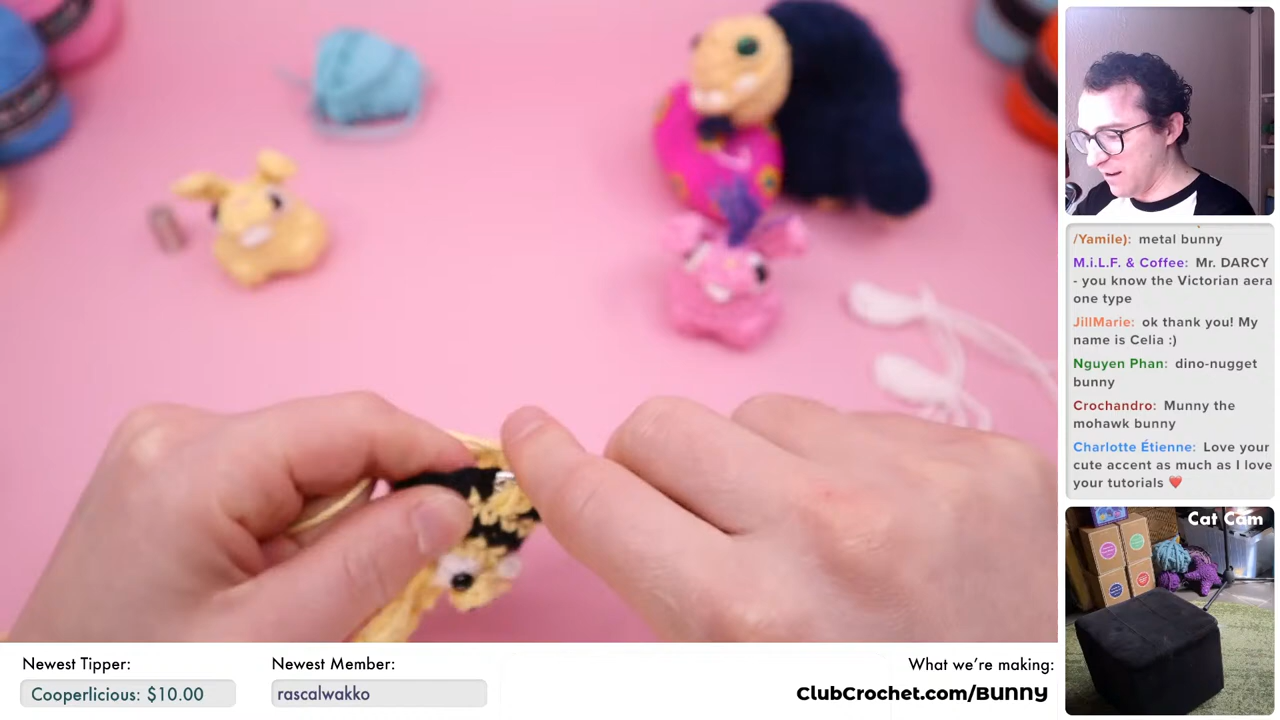 /Yamile): metal bunny
M.i.L.F. & Coffee: Mr. DARCY
- you know the Victorian aera
one type
JillMarie: ok thank you! My
name is Celia :)
Nguyen Phan: dino-nugget
bunny
Crochandro: Munny the
mohawk bunny
Charlotte Étienne: Love your
cute accent as much as I love
your tutorials ❤️
Cat Cam
Newest Tipper:
Cooperlicious: $10.00
Newest Member:
rascalwakko
What we're making:
ClubCrochet.com/BUNNY